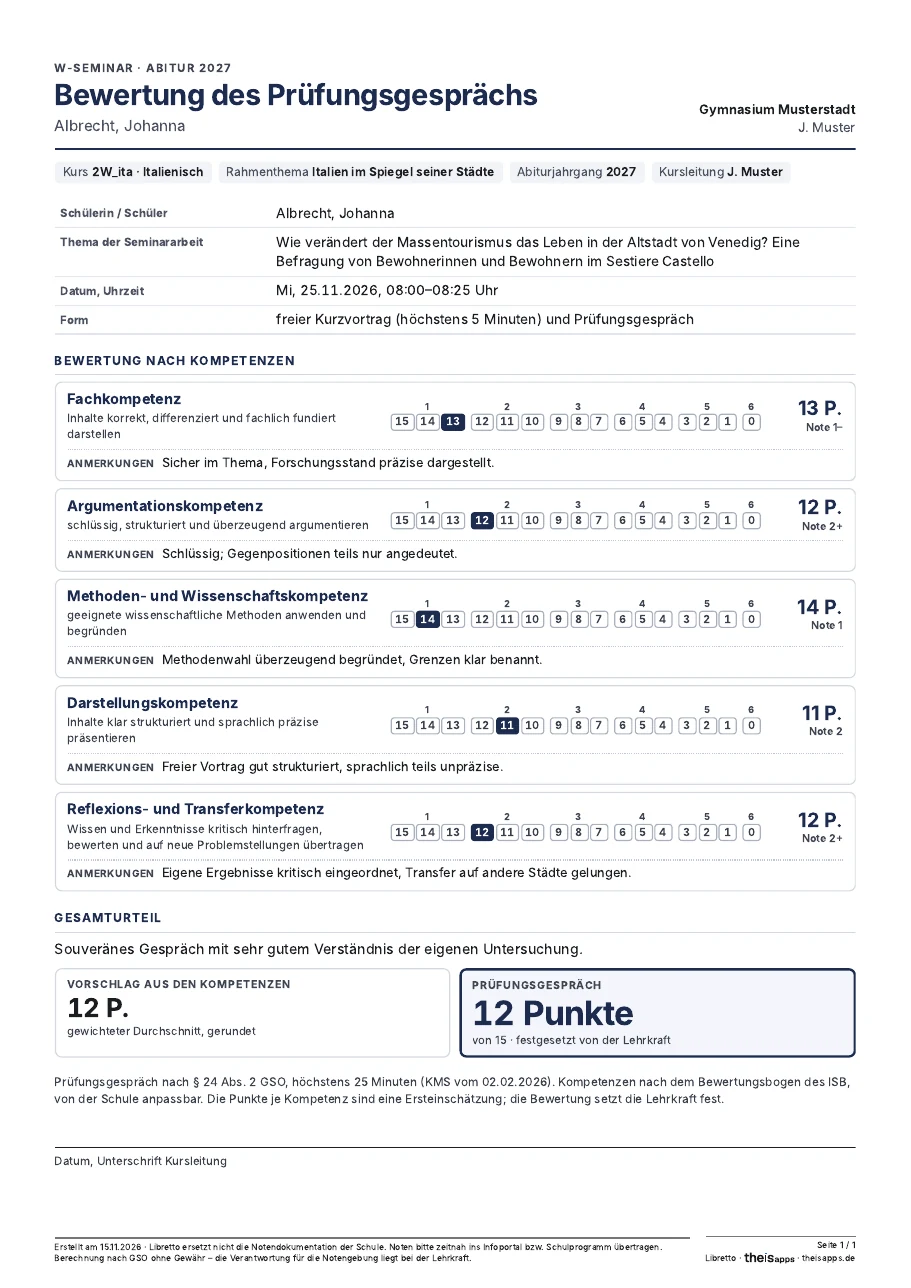 W-SEMINAR · ABITUR 2027
Bewertung des Prüfungsgesprächs
Albrecht, Johanna
Gymnasium Musterstadt
J. Muster
Kurs 2W_ita · Italienisch
Rahmenthema Italien im Spiegel seiner Städte
Abiturjahrgang 2027
Kursleitung J. Muster
Schülerin / Schüler
Albrecht, Johanna
Thema der Seminararbeit
Wie verändert der Massentourismus das Leben in der Altstadt von Venedig? Eine
Befragung von Bewohnerinnen und Bewohnern im Sestiere Castello
Datum, Uhrzeit
Mi, 25.11.2026, 08:00–08:25 Uhr
Form
freier Kurzvortrag (höchstens 5 Minuten) und Prüfungsgespräch
BEWERTUNG NACH KOMPETENZEN
Fachkompetenz
Inhalte korrekt, differenziert und fachlich fundiert
darstellen
1 2 3 4 5 6
15 14 13 12 11 10 9 8 7 6 5 4 3 2 1 0
13 P.
Note 1–
ANMERKUNGEN Sicher im Thema, Forschungsstand präzise dargestellt.
Argumentationskompetenz
schlüssig, strukturiert und überzeugend argumentieren
1 2 3 4 5 6
15 14 13 12 11 10 9 8 7 6 5 4 3 2 1 0
12 P.
Note 2+
ANMERKUNGEN Schlüssig; Gegenpositionen teils nur angedeutet.
Methoden- und Wissenschaftskompetenz
geeignete wissenschaftliche Methoden anwenden und
begründen
1 2 3 4 5 6
15 14 13 12 11 10 9 8 7 6 5 4 3 2 1 0
14 P.
Note 1
ANMERKUNGEN Methodenwahl überzeugend begründet, Grenzen klar benannt.
Darstellungskompetenz
Inhalte klar strukturiert und sprachlich präzise
präsentieren
1 2 3 4 5 6
15 14 13 12 11 10 9 8 7 6 5 4 3 2 1 0
11 P.
Note 2
ANMERKUNGEN Freier Vortrag gut strukturiert, sprachlich teils unpräzise.
Reflexions- und Transferkompetenz
Wissen und Erkenntnisse kritisch hinterfragen,
bewerten und auf neue Problemstellungen übertragen
1 2 3 4 5 6
15 14 13 12 11 10 9 8 7 6 5 4 3 2 1 0
12 P.
Note 2+
ANMERKUNGEN Eigene Ergebnisse kritisch eingeordnet, Transfer auf andere Städte gelungen.
GESAMTURTEIL
Souveränes Gespräch mit sehr gutem Verständnis der eigenen Untersuchung.
VORSCHLAG AUS DEN KOMPETENZEN
12 P.
gewichteter Durchschnitt, gerundet
PRÜFUNGSGESPRÄCH
12 Punkte
von 15 · festgesetzt von der Lehrkraft
Prüfungsgespräch nach § 24 Abs. 2 GSO, höchstens 25 Minuten (KMS vom 02.02.2026). Kompetenzen nach dem Bewertungsbogen des ISB,
von der Schule anpassbar. Die Punkte je Kompetenz sind eine Ersteinschätzung; die Bewertung setzt die Lehrkraft fest.
Datum, Unterschrift Kursleitung
Erstellt am 15.11.2026 · Libretto ersetzt nicht die Notendokumentation der Schule. Noten bitte zeitnah ins Infoportal bzw. Schulprogramm übertragen.
Berechnung nach GSO ohne Gewähr – die Verantwortung für die Notengebung liegt bei der Lehrkraft.
Seite 1 / 1
Libretto · theisapps · theisapps.de